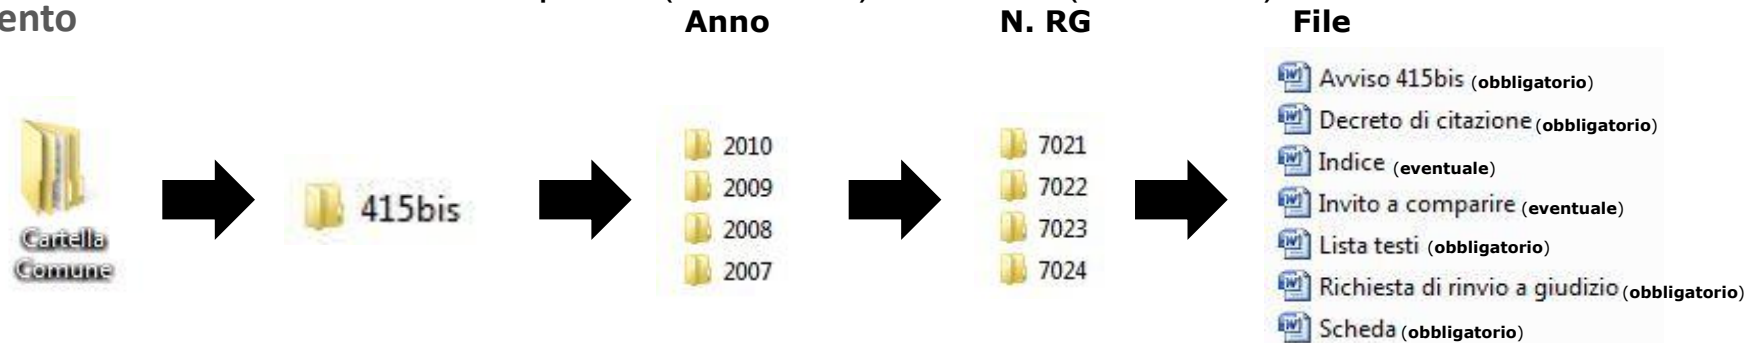 ento
Anno
N. RG
File
Cartella
Comune
415bis
2010
2009
2008
2007
7021
7022
7023
7024
Avviso 415bis (obbligatorio)
Decreto di citazione (obbligatorio)
Indice (eventuale)
Invito a comparire (eventuale)
Lista testi (obbligatorio)
Richiesta di rinvio a giudizio (obbligatorio)
Scheda (obbligatorio)